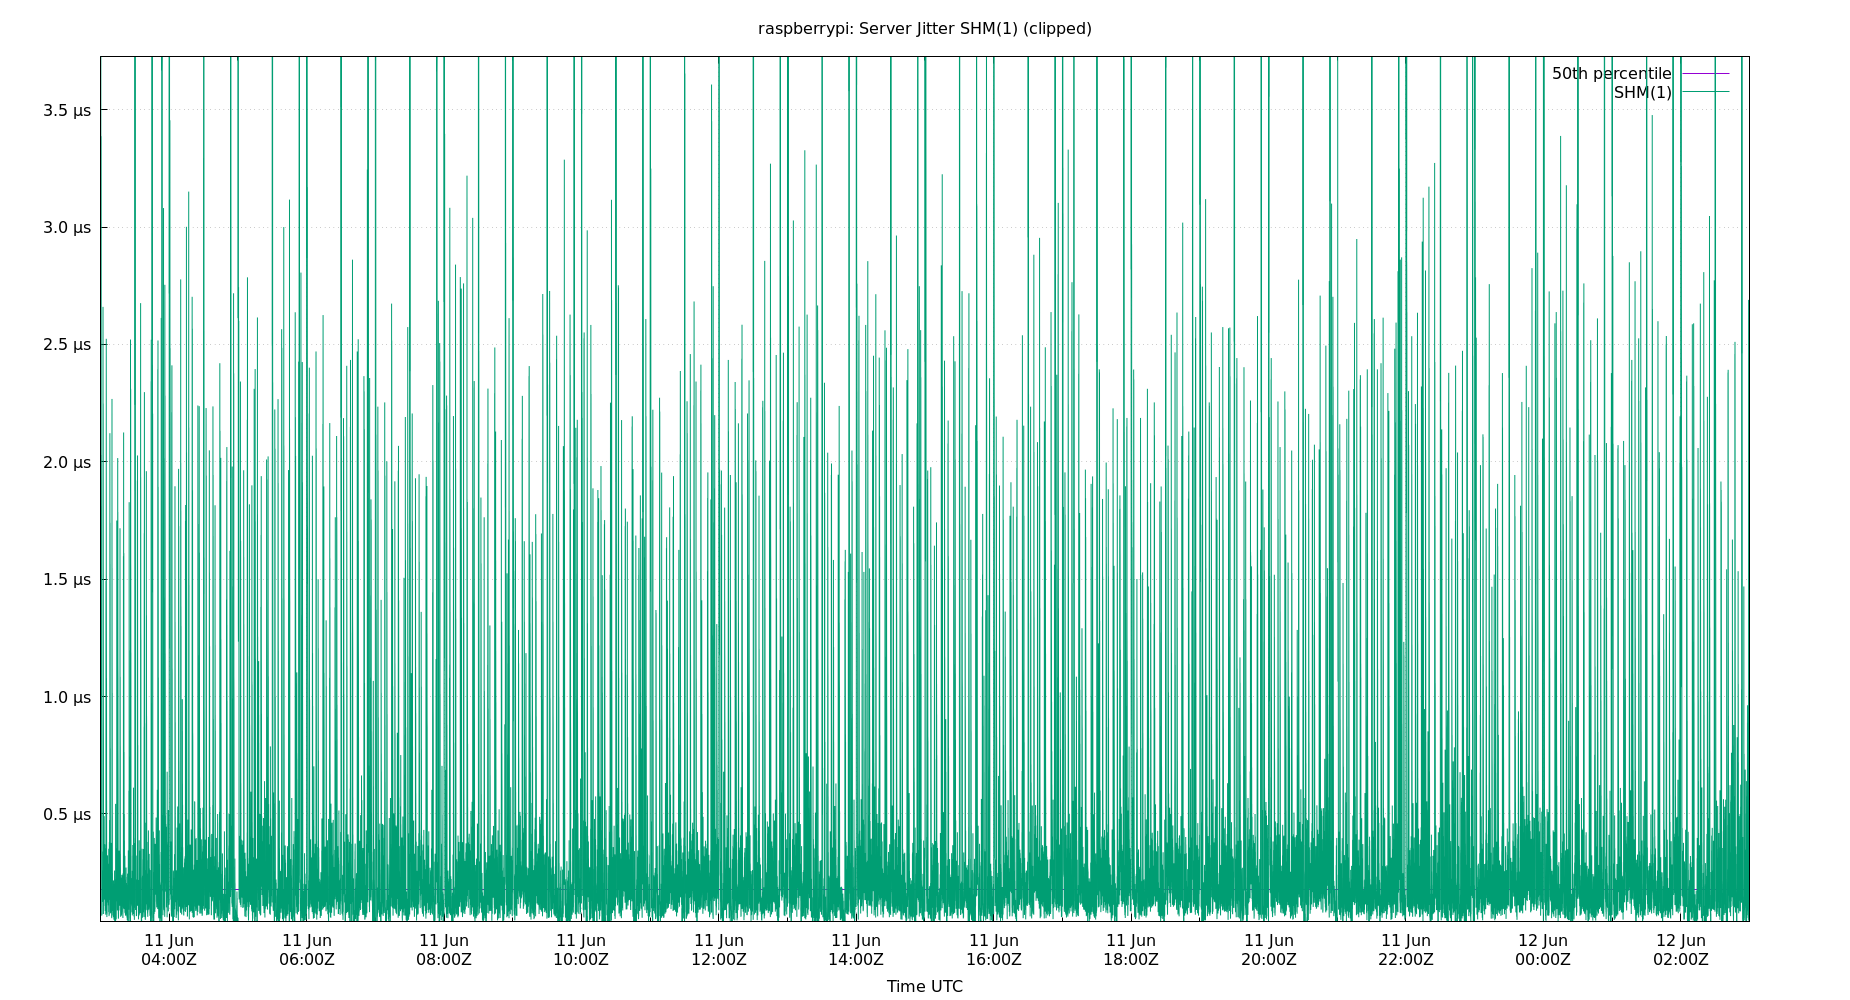 raspberrypi: Server Jitter SHM(1) (clipped)
50th percentile
SHM(1)
3.5 µs
3.0 µs
2.5 µs
2.0 µs
1.5 µs
1.0 µs
0.5 µs
11 Jun 11 Jun 11 Jun 11 Jun 11 Jun 11 Jun 11 Jun 11 Jun 11 Jun 11 Jun 12 Jun 12 Jun
04:00Z 06:00Z 08:00Z 10:00Z 12:00Z 14:00Z 16:00Z 18:00Z 20:00Z 22:00Z 00:00Z 02:00Z
Time UTC